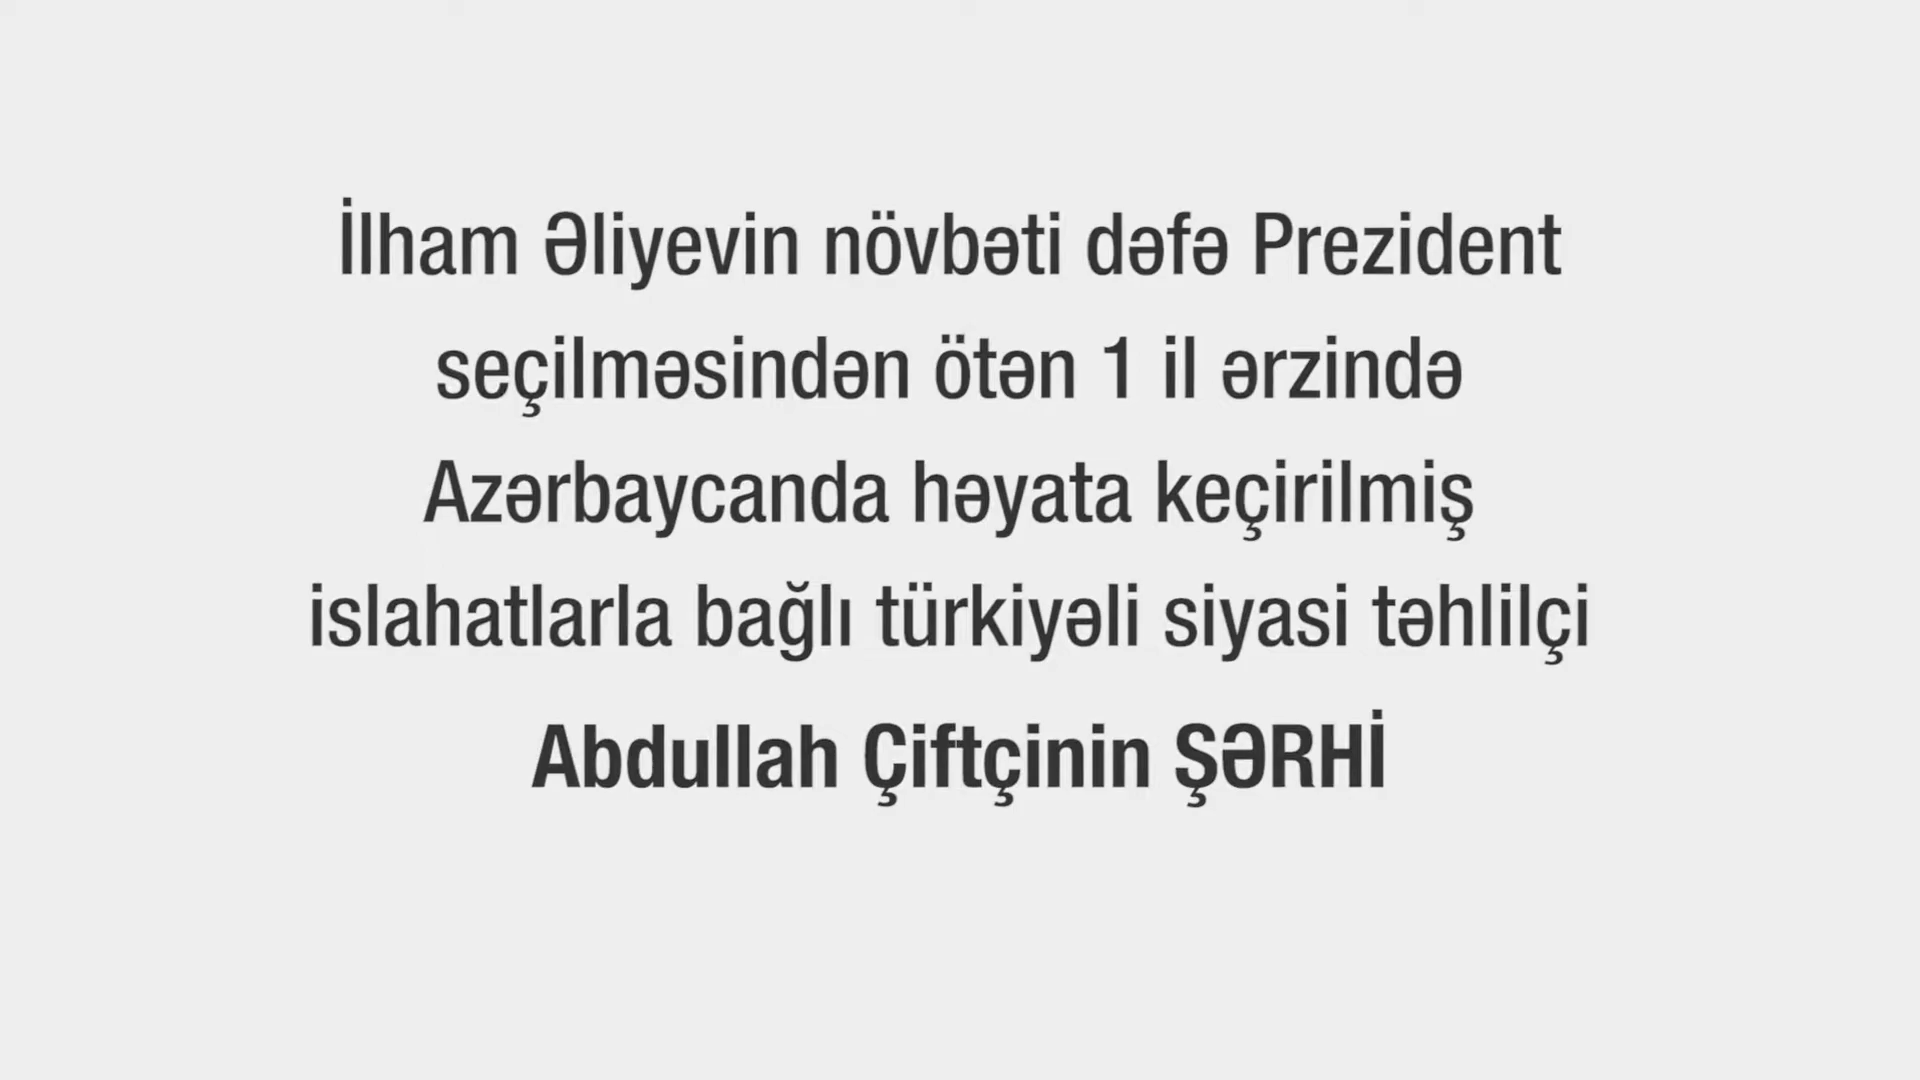 İlham Əliyevin növbəti dəfə Prezident
seçilməsindən ötən 1 il ərzində
Azərbaycanda həyata keçirilmiş
islahatlarla bağlı türkiyəli siyasi təhlilçi
Abdullah Çiftçinin ŞƏRHİ